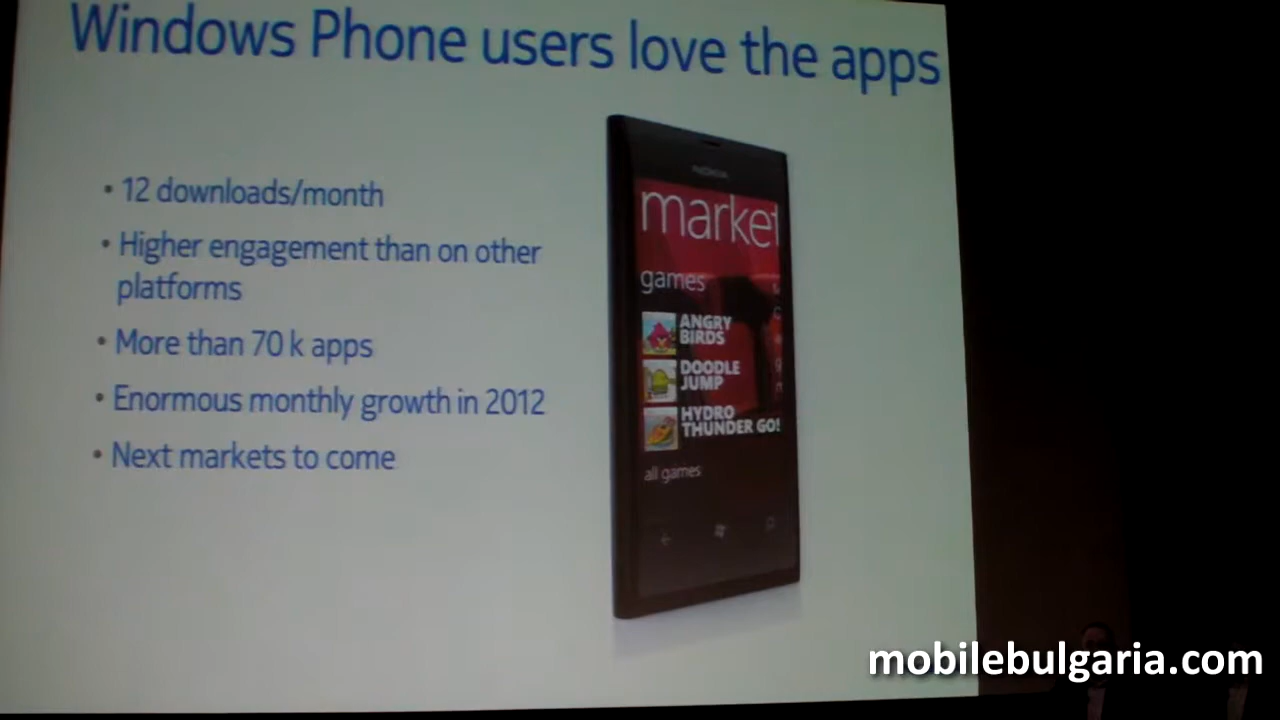 Windows Phone users love the apps
• 12 downloads/month
• Higher engagement than on other
platforms
• More than 70 k apps
• Enormous monthly growth in 2012
• Next markets to come
NOKIA
market
games
ANGRY
BIRDS
DOODLE
JUMP
HYDRO
THUNDER GO!
all games
mobilebulgaria.com